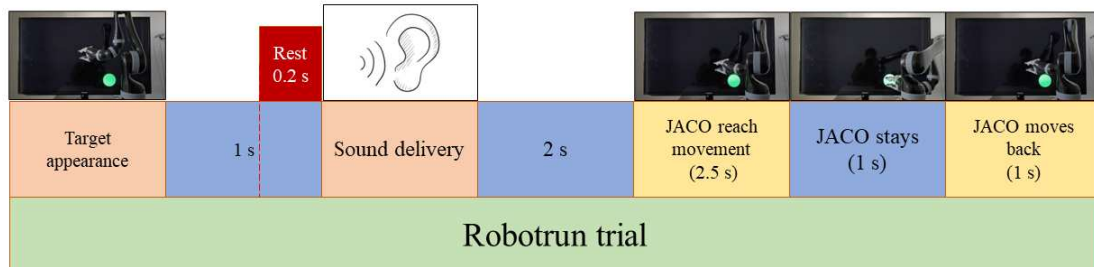 Rest
0.2 s
Target
appearance
1 s
Sound delivery
2 s
JACO reach
movement
(2.5 s)
JACO stays
(1 s)
JACO moves
back
(1 s)
Robotrun trial